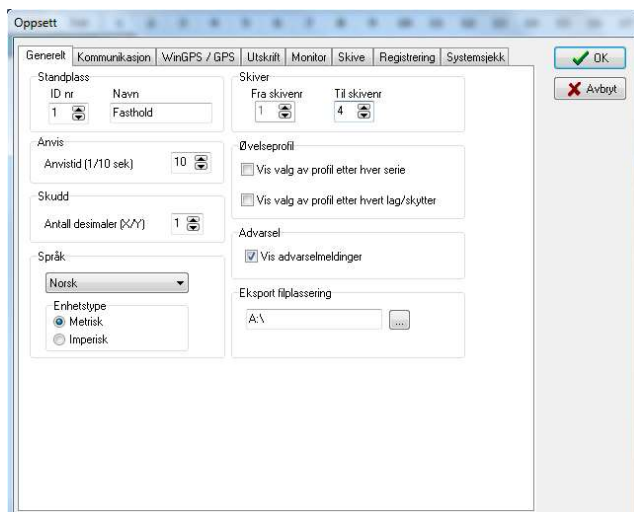 Oppsett
Generelt Kommunikasjon WinGPS / GPS Utskrift Monitor Skive Registrering Systemsjekk
OK
Avbryt
Standplass
ID nr Navn
1 Fasthold
Skiver
Fra skivenr Til skivenr
1 4
Anvis
Anvistid (1/10 sek) 10
Øvelseprofil
Vis valg av profil etter hver serie
Vis valg av profil etter hvert lag/skytter
Skudd
Antall desimaler (X/Y) 1
Advarsel
Vis advarselmeldinger
Språk
Norsk
Enhetstype
Metrisk
Imperisk
Eksport filplassering
A:\ ...